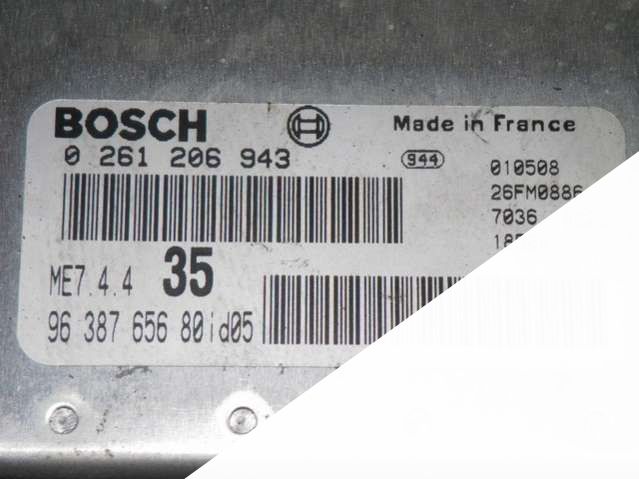 BOSCH
Made in France
0 261 206 943
944
010508
26FM0886
7036
ME7.4.4
35
96 387 656 80id05